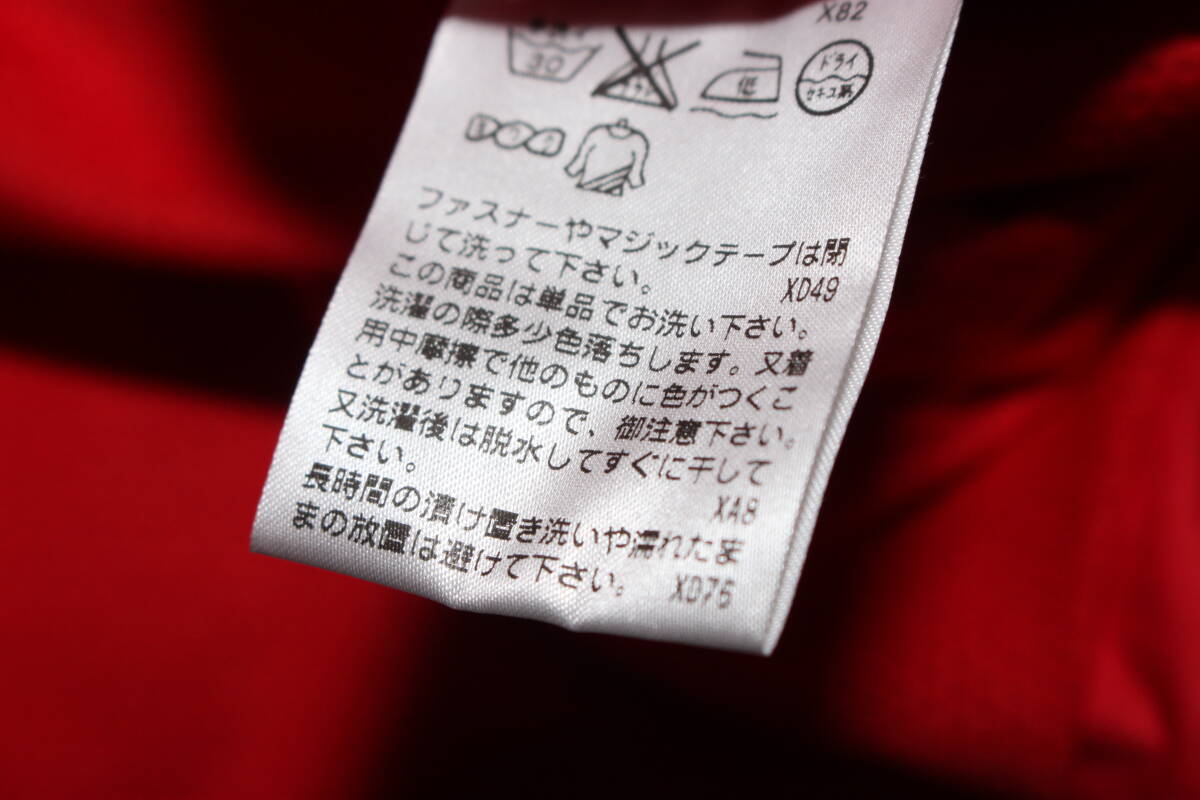 X82
30
低
ドライ
セキユ系
ファスナーやマジックテープは閉
じて洗って下さい。
XD49
この商品は単品でお洗い下さい。
洗濯の際多少色落ちします。又着
用中摩擦で他のものに色がつくこ
とがありますので、御注意下さい。
又洗濯後は脱水してすぐに干して
下さい。
XA8
長時間の漬け置き洗いや濡れたま
まの放置は避けて下さい。 XD76